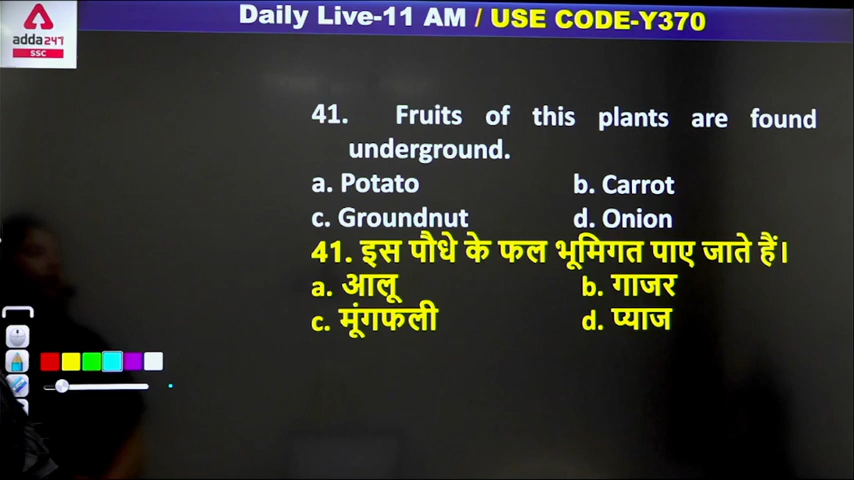 Daily Live-11 AM / USE CODE-Y370
adda247
SSC
41. Fruits of this plants are found
underground.
a. Potato b. Carrot
c. Groundnut d. Onion
41. इस पौधे के फल भूमिगत पाए जाते हैं।
a. आलू b. गाजर
c. मूंगफली d. प्याज